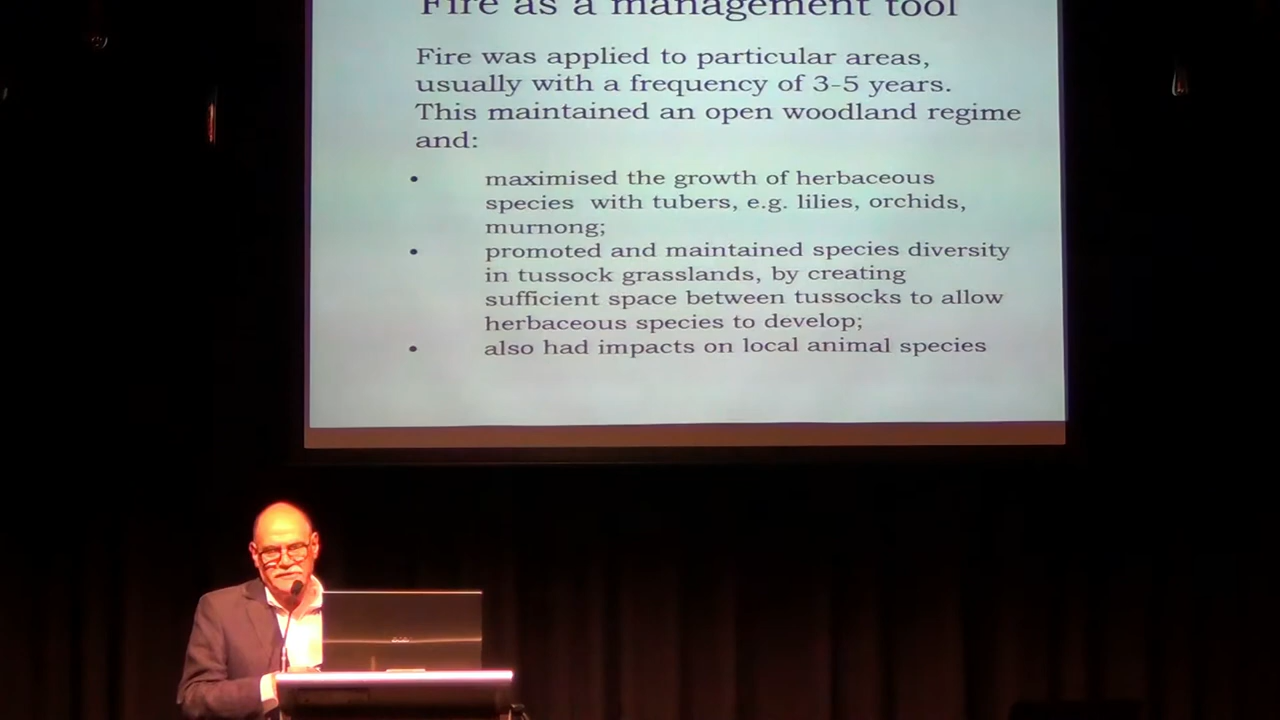 Fire as a management tool
Fire was applied to particular areas,
usually with a frequency of 3-5 years.
This maintained an open woodland regime
and:
• maximised the growth of herbaceous
species with tubers, e.g. lilies, orchids,
murnong;
• promoted and maintained species diversity
in tussock grasslands, by creating
sufficient space between tussocks to allow
herbaceous species to develop;
• also had impacts on local animal species